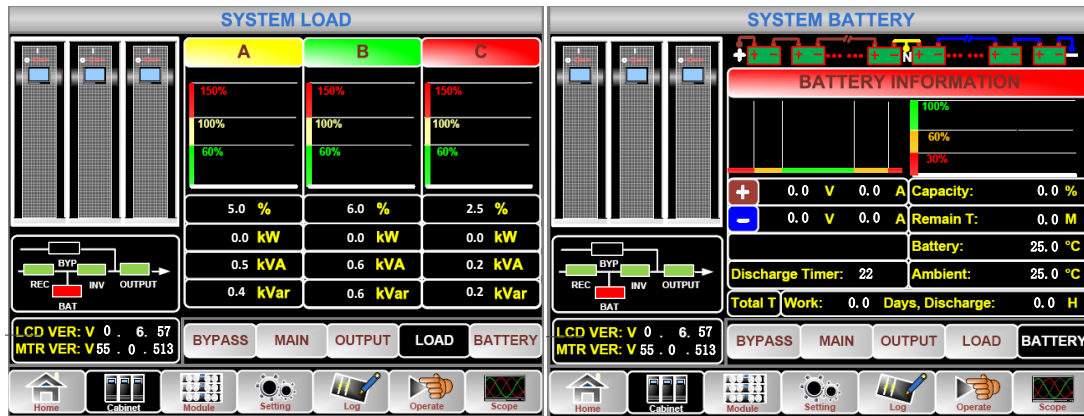 SYSTEM LOAD
A B C
150% 150% 150%
100% 100% 100%
60% 60% 60%
5.0 % 6.0 % 2.5 %
0.0 kW 0.0 kW 0.0 kW
0.5 kVA 0.6 kVA 0.2 kVA
0.4 kVar 0.6 kVar 0.2 kVar
BYP
REC INV OUTPUT
BAT
LCD VER: V 0 . 6. 57
MTR VER: V 55 . 0 . 513
BYPASS MAIN OUTPUT LOAD BATTERY
Home Cabinet Module Setting Log Operate Scope
SYSTEM BATTERY
+ + - + - + - N + - + - + - -
BATTERY INFORMATION
100%
60%
30%
+ 0.0 V 0.0 A Capacity: 0.0 %
- 0.0 V 0.0 A Remain T: 0.0 M
Battery: 25.0 °C
Discharge Timer: 22 Ambient: 25.0 °C
Total T Work: 0.0 Days, Discharge: 0.0 H
BYP
REC INV OUTPUT
BAT
LCD VER: V 0 . 6. 57
MTR VER: V 55 . 0 . 513
BYPASS MAIN OUTPUT LOAD BATTERY
Home Cabinet Module Setting Log Operate Scope